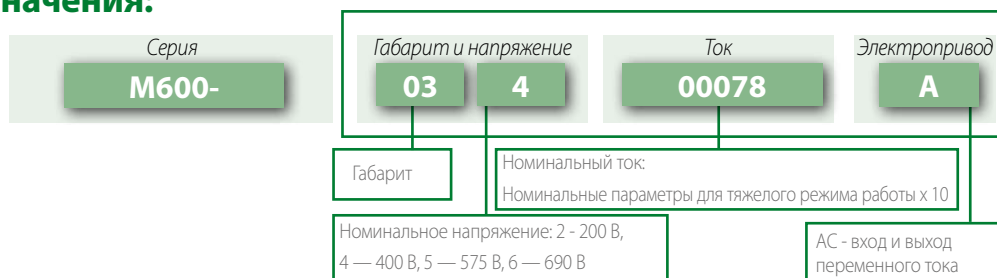 начения:
Серия Габарит и напряжение Ток Электропривод
M600- 03 4 00078 A
Габарит
Номинальный ток:
Номинальные параметры для тяжелого режима работы x 10
Номинальное напряжение: 2 - 200 В,
4 — 400 В, 5 — 575 В, 6 — 690 В
АС - вход и выход
переменного тока